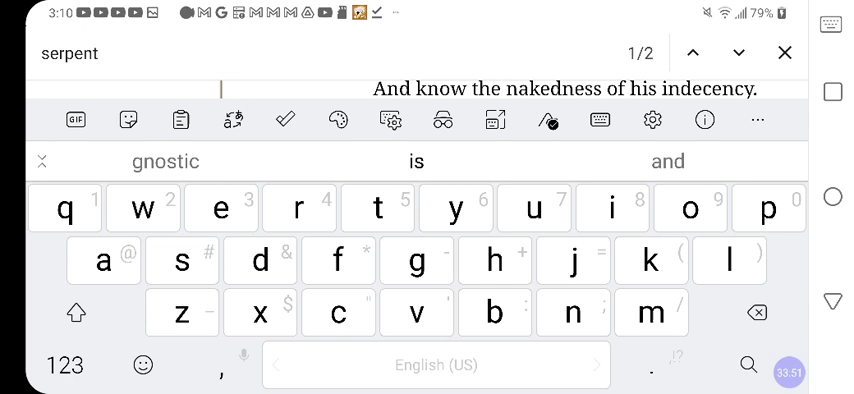 3:10 79%
serpent 1/2
And know the nakedness of his indecency.
GIF
gnostic is and
q 1 w 2 e 3 r 4 t 5 y 6 u 7 i 8 o 9 p 0
a @ s # d & f * g - h + j = k ( l )
z _ x $ c " v ' b : n ; m /
123 , English (US) . ,!? 33:51